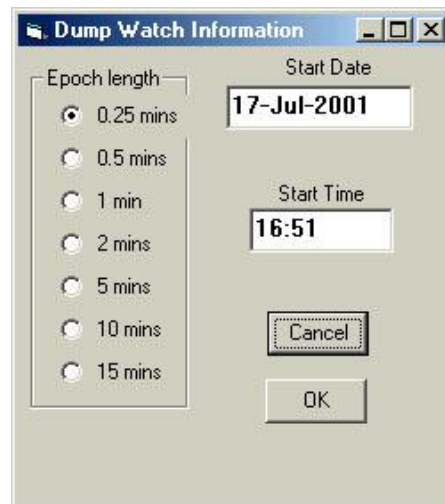 Dump Watch Information
Epoch length
0.25 mins
0.5 mins
1 min
2 mins
5 mins
10 mins
15 mins
Start Date
17-Jul-2001
Start Time
16:51
Cancel
OK